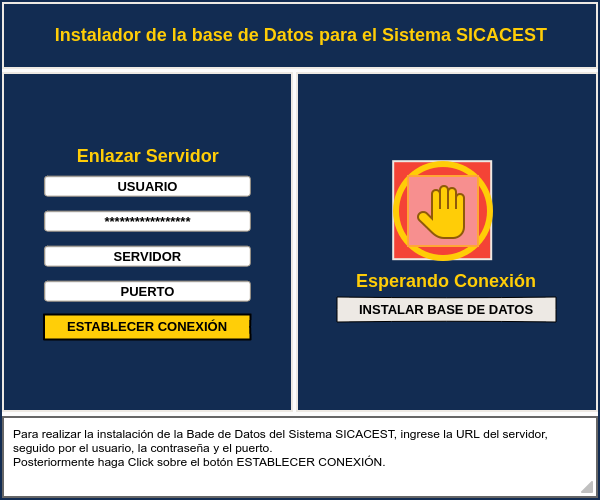 Instalador de la base de Datos para el Sistema SICACEST
Enlazar Servidor
USUARIO
*****************
SERVIDOR
PUERTO
ESTABLECER CONEXIÓN
Esperando Conexión
INSTALAR BASE DE DATOS
Para realizar la instalación de la Bade de Datos del Sistema SICACEST, ingrese la URL del servidor,
seguido por el usuario, la contraseña y el puerto.
Posteriormente haga Click sobre el botón ESTABLECER CONEXIÓN.